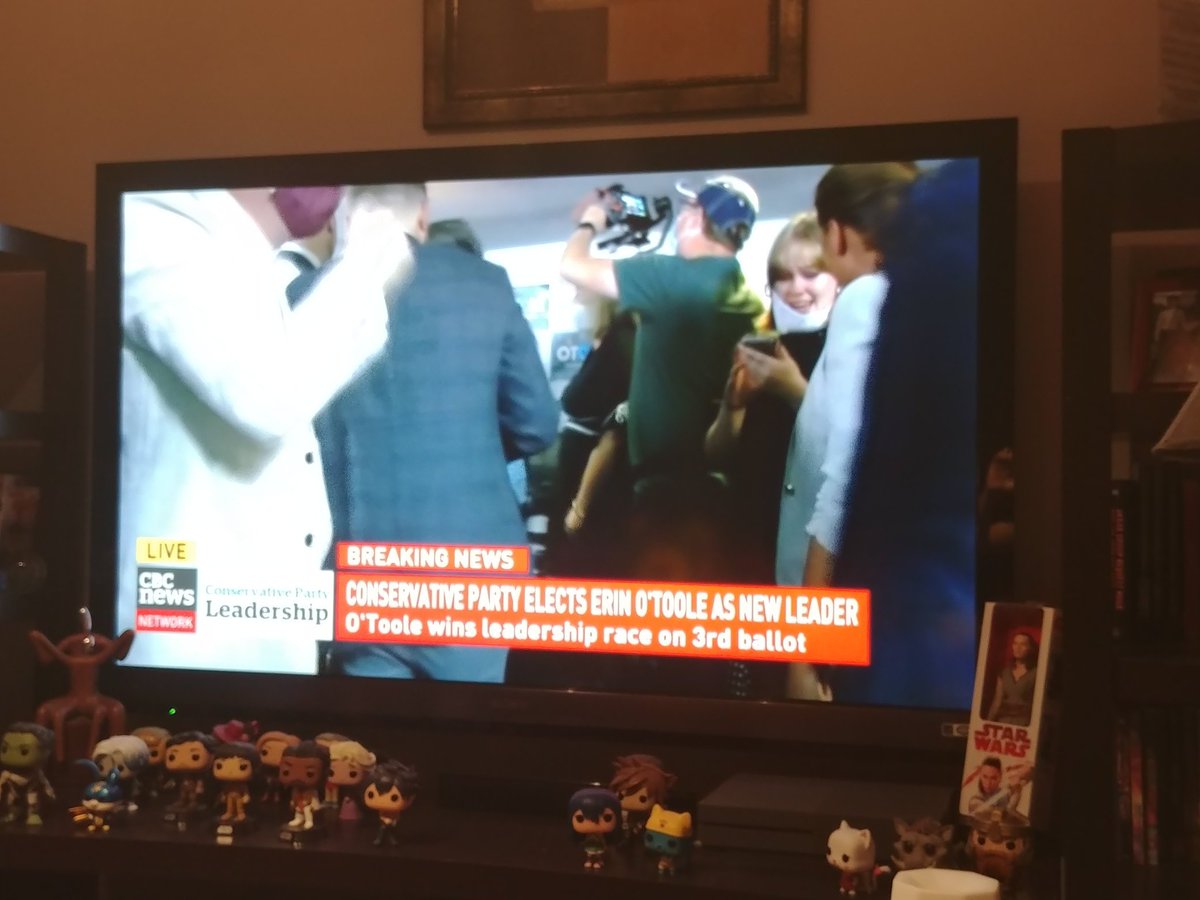 OT
LIVE
BREAKING NEWS
CBC
news
NETWORK
Conservative Party
Leadership
CONSERVATIVE PARTY ELECTS ERIN O'TOOLE AS NEW LEADER
O'Toole wins leadership race on 3rd ballot
STAR
WARS